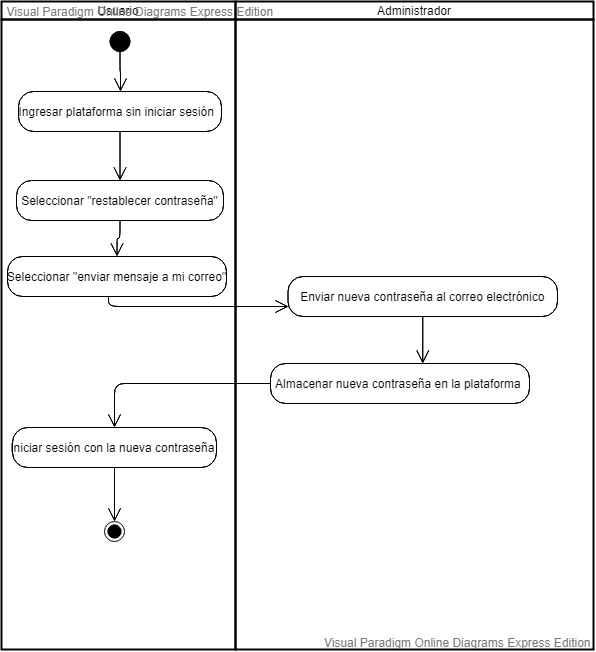 Visual Paradigm Online Diagrams Express Edition
Usuario
Administrador
Ingresar plataforma sin iniciar sesión
Seleccionar "restablecer contraseña"
Seleccionar "enviar mensaje a mi correo"
Enviar nueva contraseña al correo electrónico
Almacenar nueva contraseña en la plataforma
Iniciar sesión con la nueva contraseña
Visual Paradigm Online Diagrams Express Edition